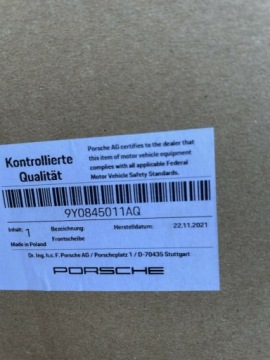 Kontrollierte
Qualität
Porsche AG certifies to the dealer that
this item of motor vehicle equipment
complies with all applicable Federal
Motor Vehicle Safety Standards.
9Y0845011AQ
Inhalt: 1
Bezeichnung:
Frontscheibe
Herstelldatum:
22.11.2021
Made in Poland
Dr. Ing. h.c. F. Porsche AG / Porscheplatz 1 / D-70435 Stuttgart
PORSCHE